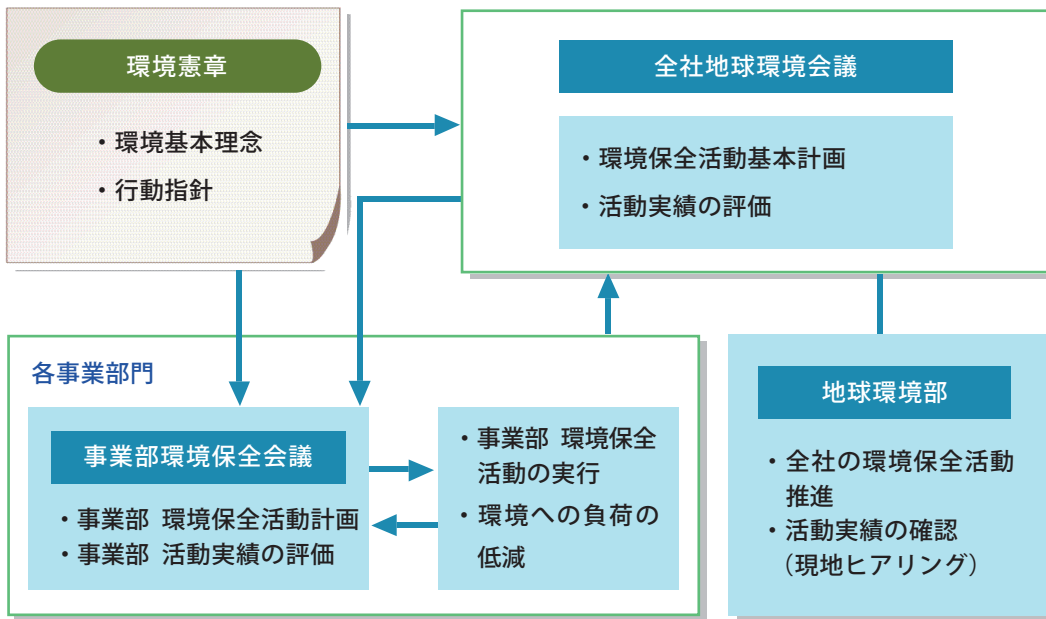 環境憲章
・環境基本理念
・行動指針
全社地球環境会議
・環境保全活動基本計画
・活動実績の評価
各事業部門
事業部環境保全会議
・事業部 環境保全活動計画
・事業部 活動実績の評価
・事業部 環境保全
活動の実行
・環境への負荷の
低減
地球環境部
・全社の環境保全活動
推進
・活動実績の確認
（現地ヒアリング）